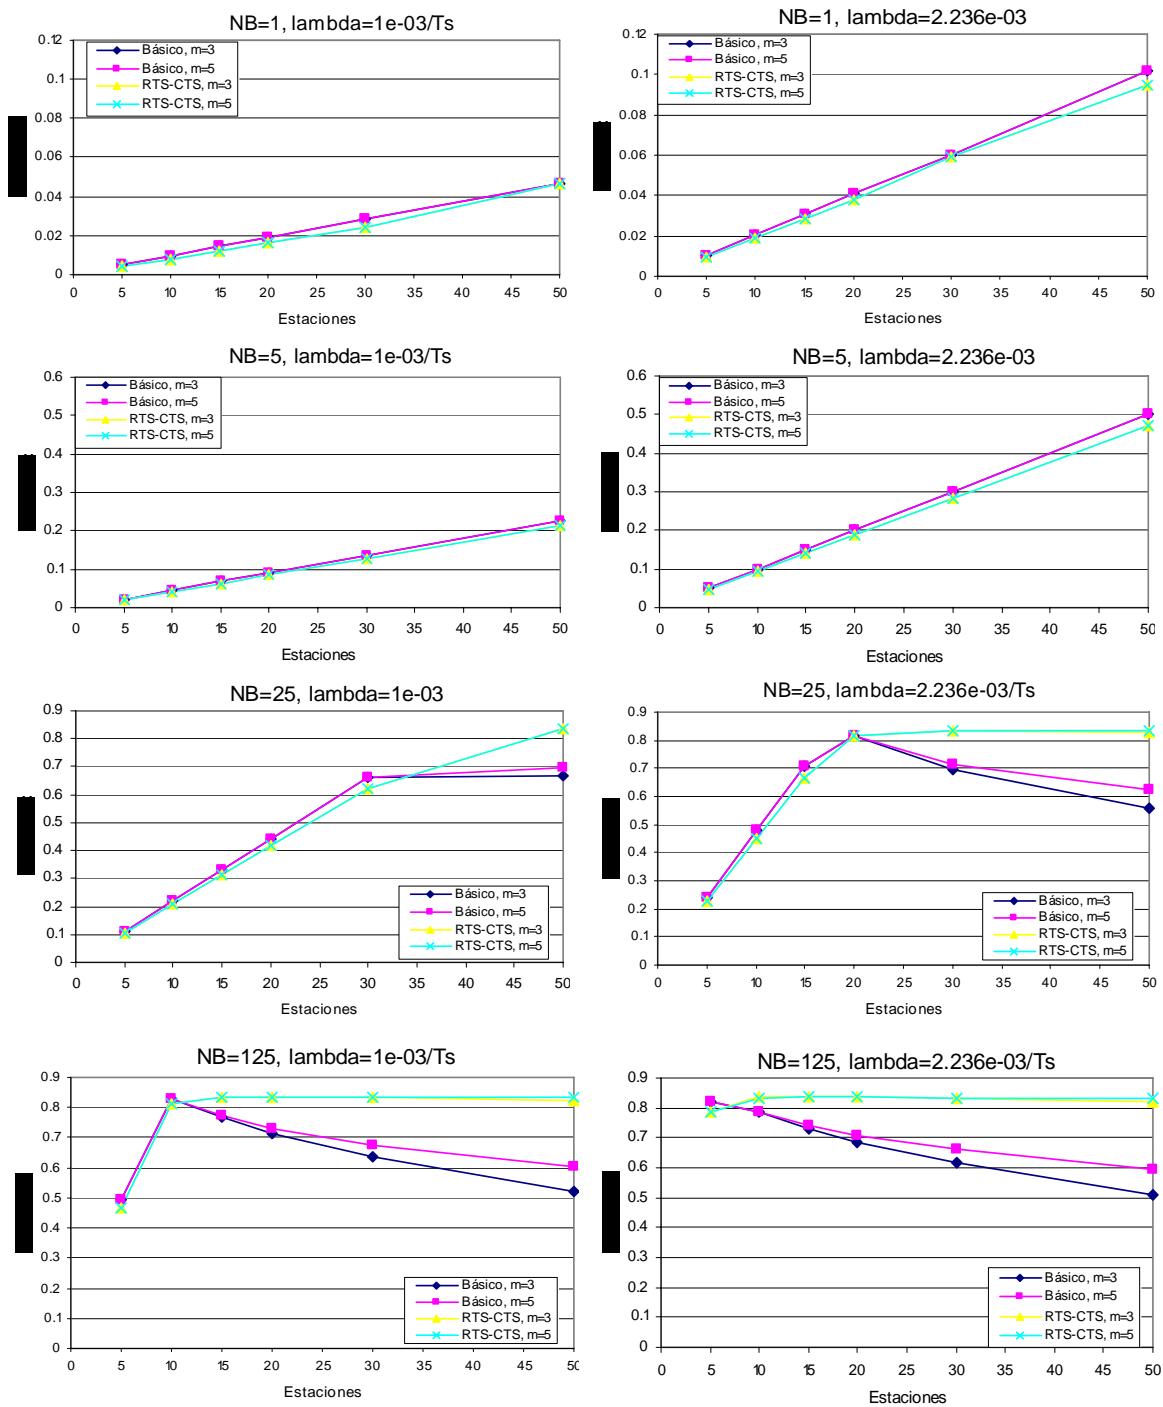 NB=1, lambda=1e-03/Ts
0.12
0.1
0.08
0.06
0.04
0.02
0
Básico, m=3
Básico, m=5
RTS-CTS, m=3
RTS-CTS, m=5
0 5 10 15 20 25 30 35 40 45 50
Estaciones
NB=1, lambda=2.236e-03
0.12
0.1
0.08
0.06
0.04
0.02
0
Básico, m=3
Básico, m=5
RTS-CTS, m=3
RTS-CTS, m=5
0 5 10 15 20 25 30 35 40 45 50
Estaciones
NB=5, lambda=1e-03/Ts
0.6
0.5
0.4
0.3
0.2
0.1
0
Básico, m=3
Básico, m=5
RTS-CTS, m=3
RTS-CTS, m=5
0 5 10 15 20 25 30 35 40 45 50
Estaciones
NB=5, lambda=2.236e-03
0.6
0.5
0.4
0.3
0.2
0.1
0
Básico, m=3
Básico, m=5
RTS-CTS, m=3
RTS-CTS, m=5
0 5 10 15 20 25 30 35 40 45 50
Estaciones
NB=25, lambda=1e-03
0.9
0.8
0.7
0.6
0.5
0.4
0.3
0.2
0.1
0
Básico, m=3
Básico, m=5
RTS-CTS, m=3
RTS-CTS, m=5
0 5 10 15 20 25 30 35 40 45 50
Estaciones
NB=25, lambda=2.236e-03/Ts
0.9
0.8
0.7
0.6
0.5
0.4
0.3
0.2
0.1
0
Básico, m=3
Básico, m=5
RTS-CTS, m=3
RTS-CTS, m=5
0 5 10 15 20 25 30 35 40 45 50
Estaciones
NB=125, lambda=1e-03/Ts
0.9
0.8
0.7
0.6
0.5
0.4
0.3
0.2
0.1
0
Básico, m=3
Básico, m=5
RTS-CTS, m=3
RTS-CTS, m=5
0 5 10 15 20 25 30 35 40 45 50
Estaciones
NB=125, lambda=2.236e-03/Ts
0.9
0.8
0.7
0.6
0.5
0.4
0.3
0.2
0.1
0
Básico, m=3
Básico, m=5
RTS-CTS, m=3
RTS-CTS, m=5
0 5 10 15 20 25 30 35 40 45 50
Estaciones